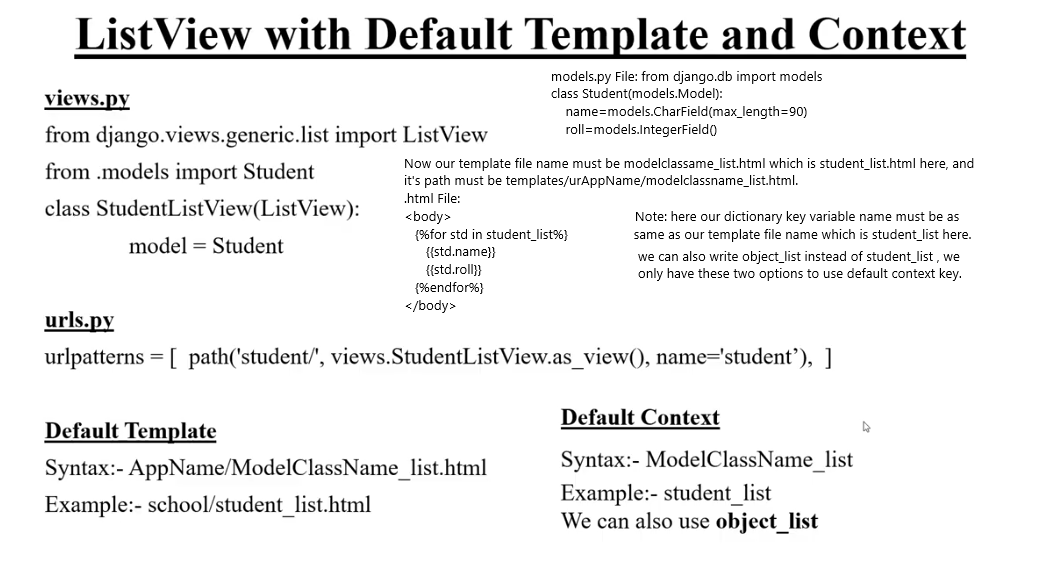 ListView with Default Template and Context
views.py
from django.views.generic.list import ListView
from .models import Student
class StudentListView(ListView):
model = Student
models.py File: from django.db import models
class Student(models.Model):
name=models.CharField(max_length=90)
roll=models.IntegerField()
Now our template file name must be modelclassame_list.html which is student_list.html here, and
it's path must be templates/urAppName/modelclassname_list.html.
.html File:
<body>
{%for std in student_list%}
{{std.name}}
{{std.roll}}
{%endfor%}
</body>
Note: here our dictionary key variable name must be as
same as our template file name which is student_list here.
we can also write object_list instead of student_list , we
only have these two options to use default context key.
urls.py
urlpatterns = [ path('student/', views.StudentListView.as_view(), name='student’), ]
Default Template
Syntax:- AppName/ModelClassName_list.html
Example:- school/student_list.html
Default Context
Syntax:- ModelClassName_list
Example:- student_list
We can also use object_list